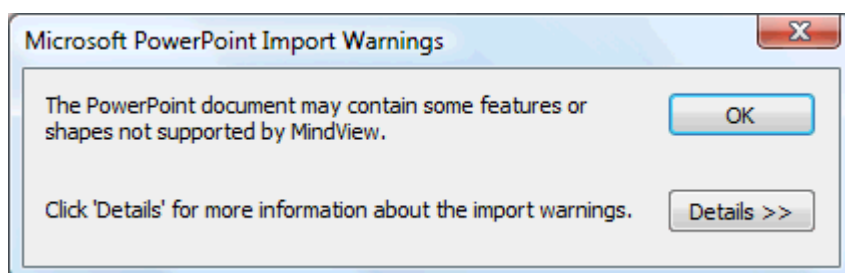 Microsoft PowerPoint Import Warnings
The PowerPoint document may contain some features or
shapes not supported by MindView.
OK
Click 'Details' for more information about the import warnings.
Details >>